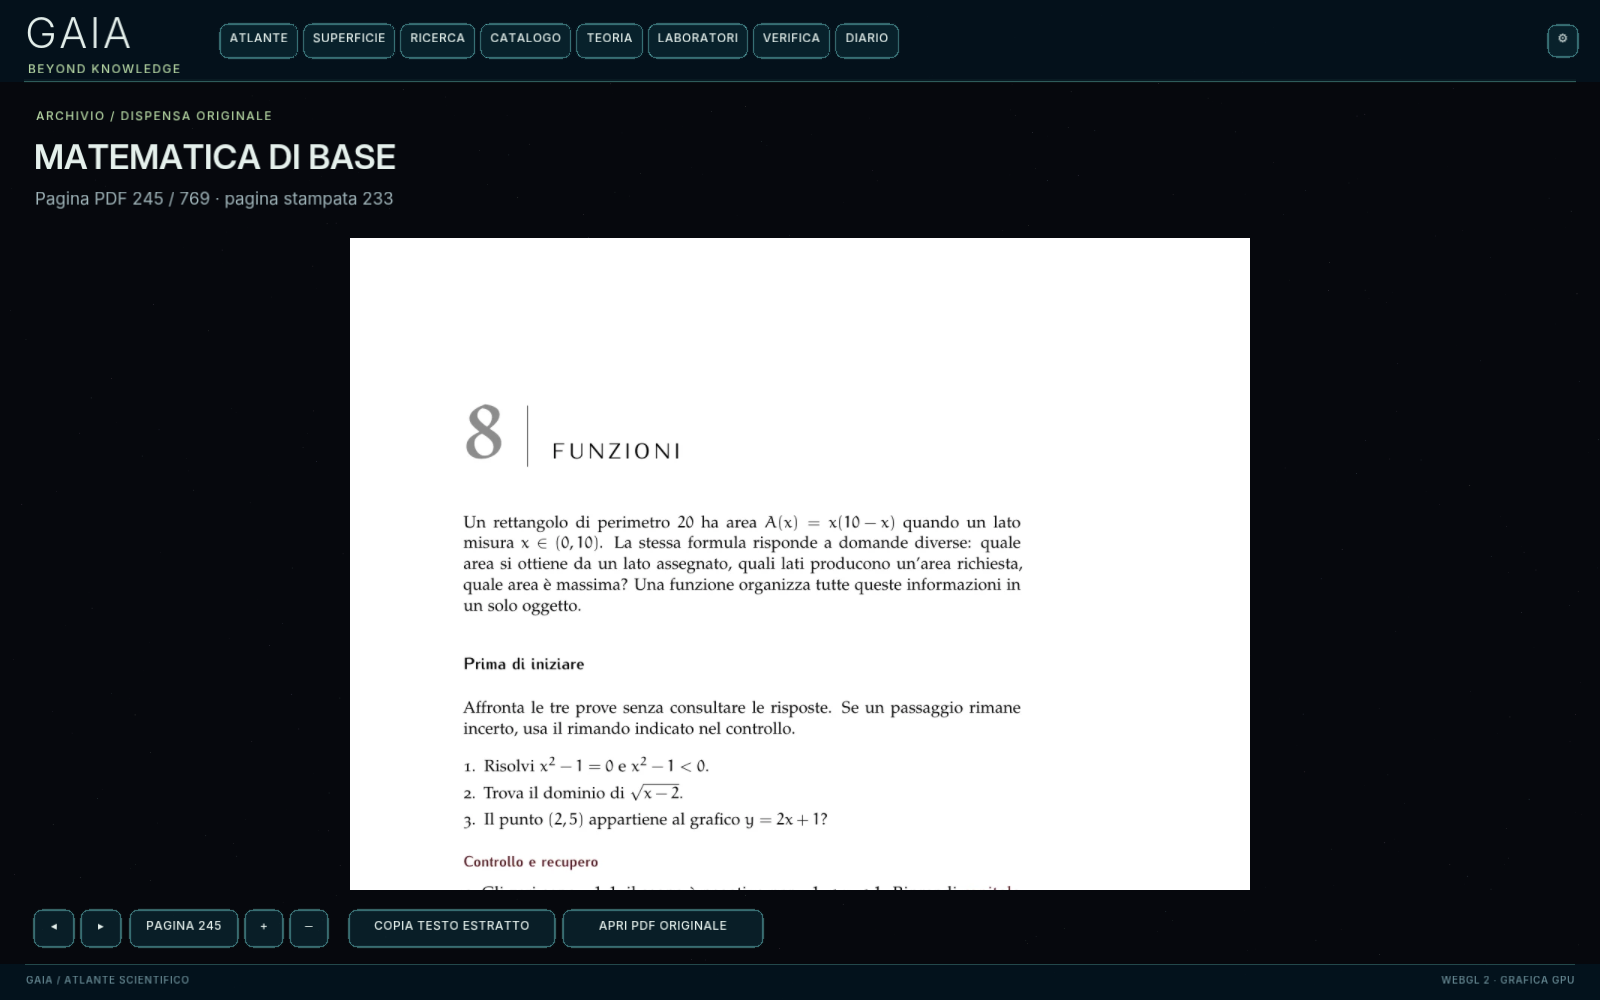 GAIA
BEYOND KNOWLEDGE
ATLANTE
SUPERFICIE
RICERCA
CATALOGO
TEORIA
LABORATORI
VERIFICA
DIARIO
ARCHIVIO / DISPENSA ORIGINALE
MATEMATICA DI BASE
Pagina PDF 245 / 769 · pagina stampata 233
8 FUNZIONI
Un rettangolo di perimetro 20 ha area A(x) = x(10 − x) quando un lato
misura x ∈ (0, 10). La stessa formula risponde a domande diverse: quale
area si ottiene da un lato assegnato, quali lati producono un'area richiesta,
quale area è massima? Una funzione organizza tutte queste informazioni in
un solo oggetto.
Prima di iniziare
Affronta le tre prove senza consultare le risposte. Se un passaggio rimane
incerto, usa il rimando indicato nel controllo.
1. Risolvi x² − 1 = 0 e x² − 1 < 0.
2. Trova il dominio di √x − 2.
3. Il punto (2, 5) appartiene al grafico y = 2x + 1?
Controllo e recupero
PAGINA 245
+
−
COPIA TESTO ESTRATTO
APRI PDF ORIGINALE
GAIA / ATLANTE SCIENTIFICO
WEBGL 2 · GRAFICA GPU